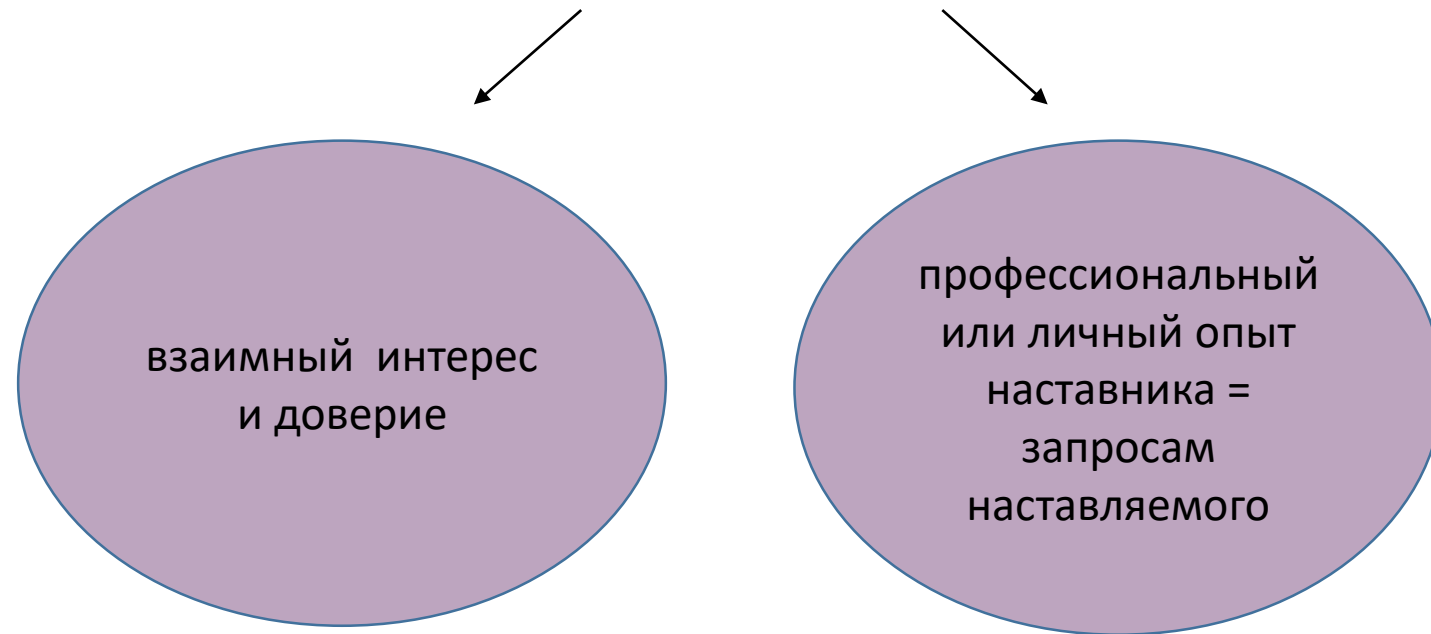 взаимный интерес
и доверие
профессиональный
или личный опыт
наставника =
запросам
наставляемого